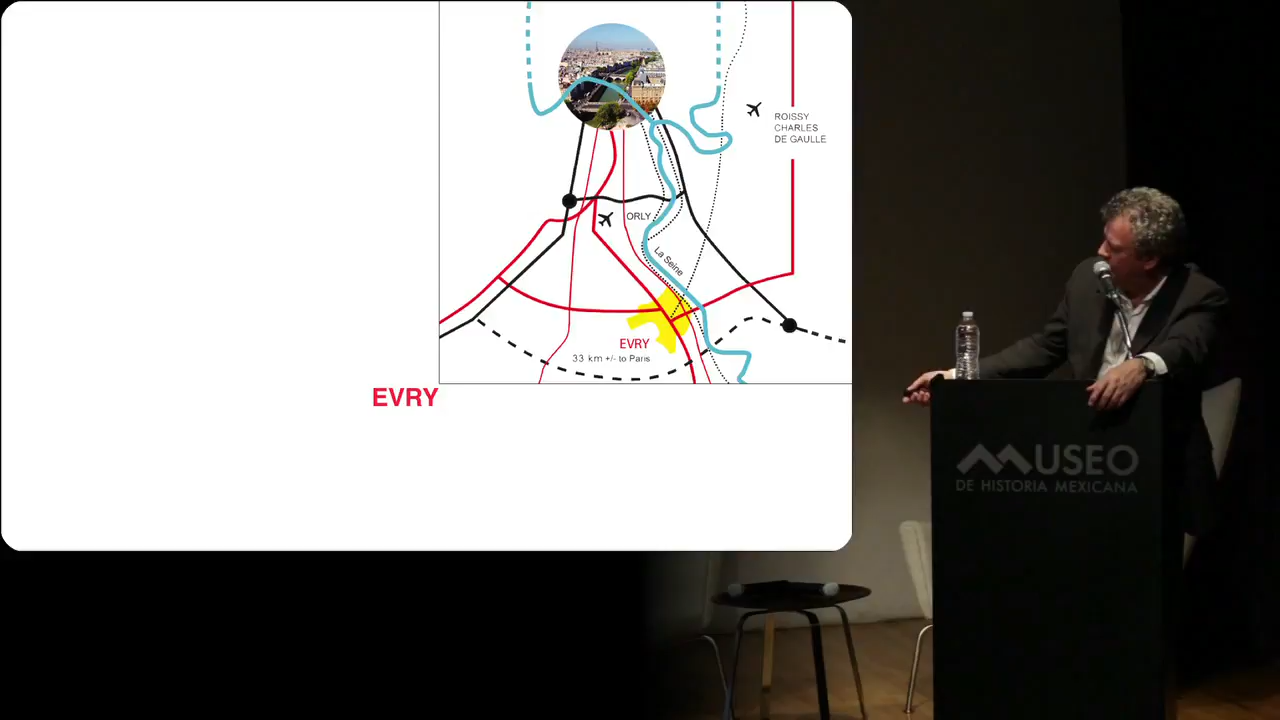 ROISSY
CHARLES
DE GAULLE
ORLY
La Seine
EVRY
33 km +/- to Paris
EVRY
MUSEO
DE HISTORIA MEXICANA